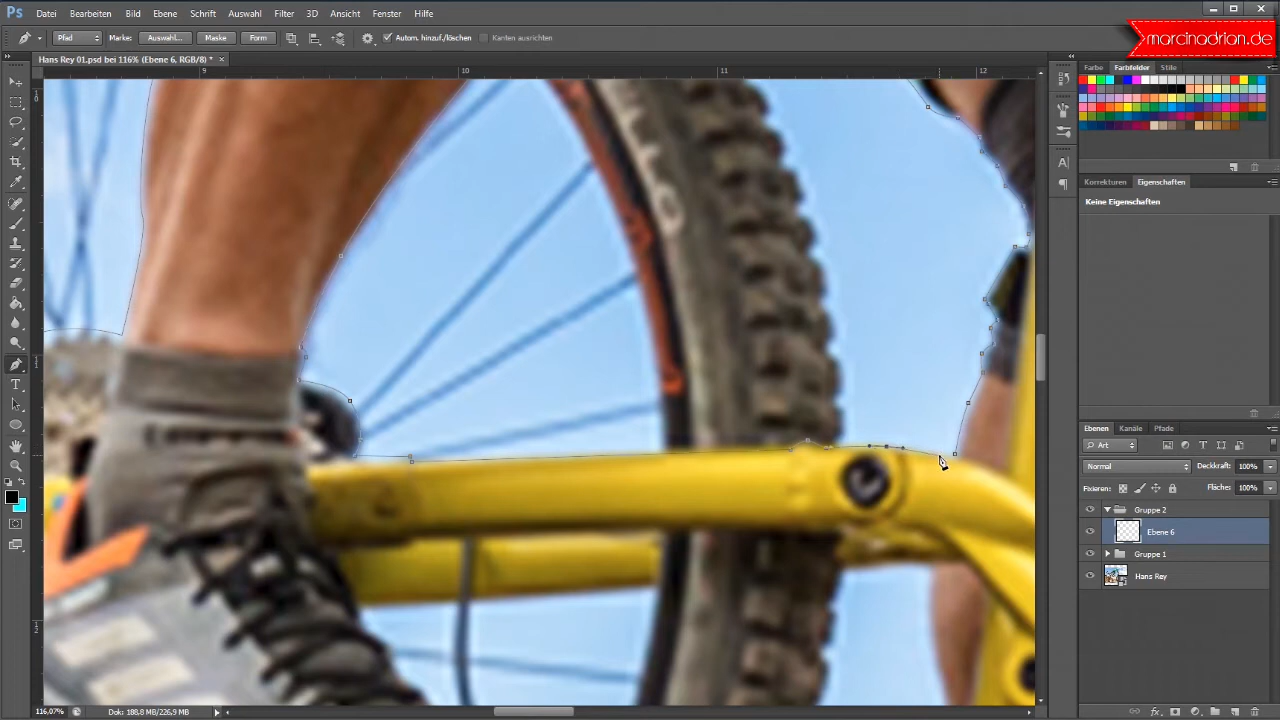 Ps Datei Bearbeiten Bild Ebene Schrift Auswahl Filter 3D Ansicht Fenster Hilfe
Pfad Marke: Auswahl... Maske Form Autom. hinzuf./löschen Kanten ausrichten
marcinadrion.de
Hans Rey 01.psd bei 116% (Ebene 6, RGB/8) * ×
9 10 11 12
Farbe Farbfelder Stile
Korrekturen Eigenschaften
Keine Eigenschaften
Ebenen Kanäle Pfade
Art
Normal Deckkraft: 100%
Fixieren: Fläche: 100%
Gruppe 2
Ebene 6
Gruppe 1
Hans Rey
116,07% Dok: 188,8 MB/226,9 MB